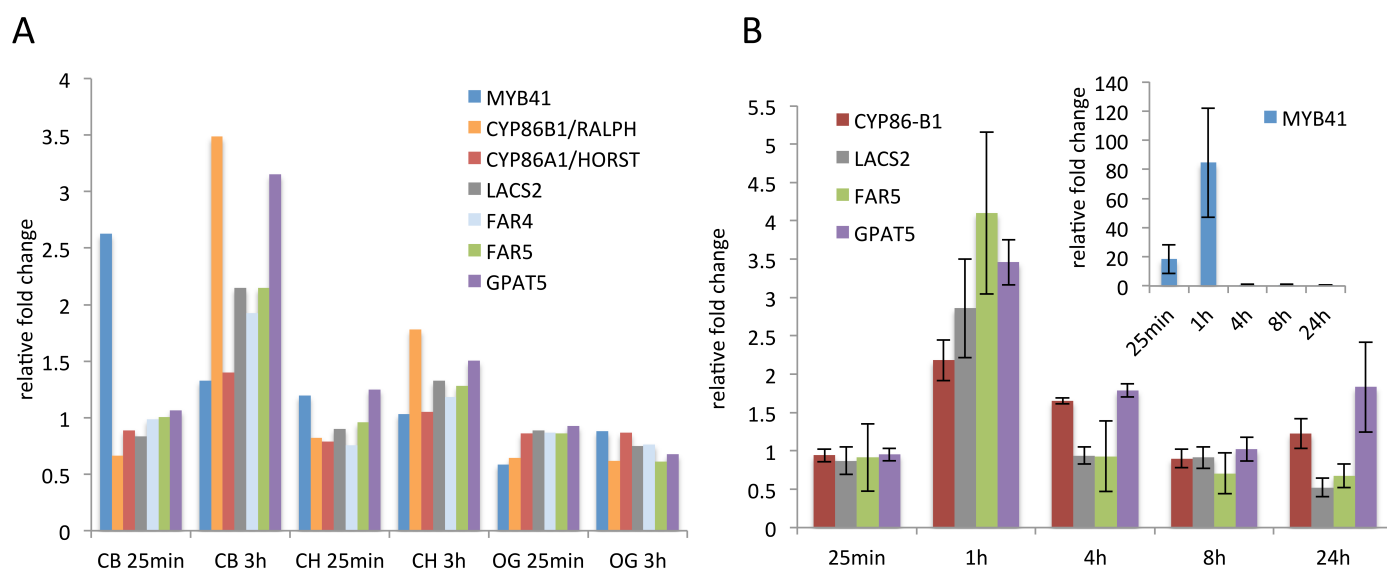 A
relative fold change
4
3.5
3
2.5
2
1.5
1
0.5
0
MYB41
CYP86B1/RALPH
CYP86A1/HORST
LACS2
FAR4
FAR5
GPAT5
CB 25min
CB 3h
CH 25min
CH 3h
OG 25min
OG 3h
B
relative fold change
5.5
5
4.5
4
3.5
3
2.5
2
1.5
1
0.5
0
CYP86-B1
LACS2
FAR5
GPAT5
25min
1h
4h
8h
24h
relative fold change
140
120
100
80
60
40
20
0
MYB41
25min
1h
4h
8h
24h